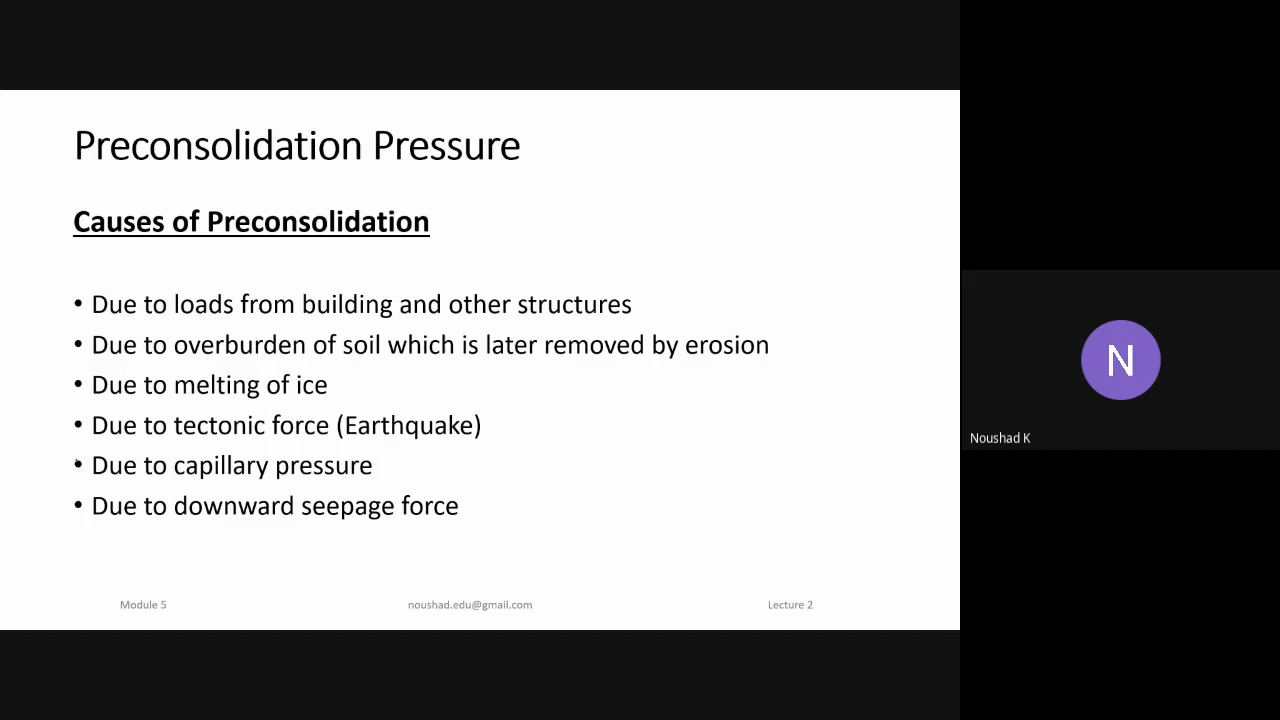 Preconsolidation Pressure
Causes of Preconsolidation
• Due to loads from building and other structures
• Due to overburden of soil which is later removed by erosion
• Due to melting of ice
• Due to tectonic force (Earthquake)
• Due to capillary pressure
• Due to downward seepage force
Module 5
noushad.edu@gmail.com
Lecture 2
N
Noushad K